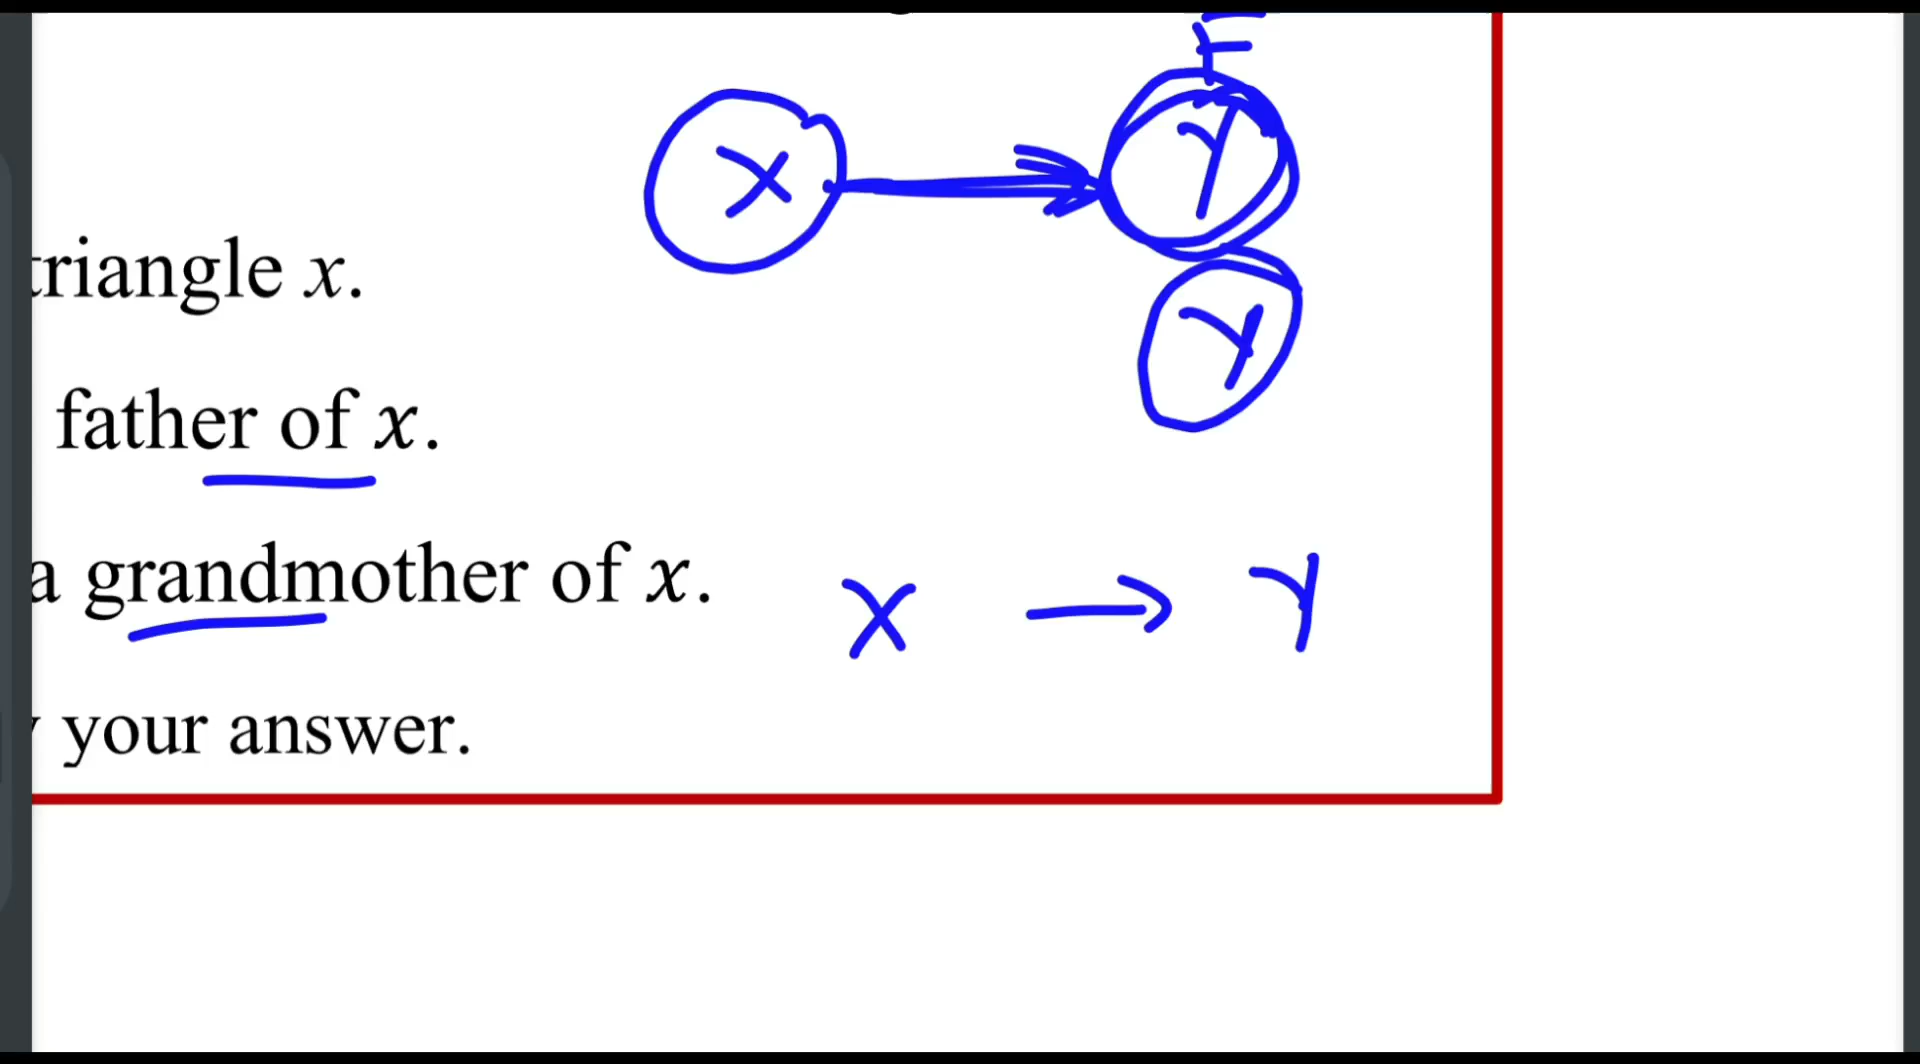 X Y
triangle x.
Y
father of x.
a grandmother of x. X → Y
your answer.